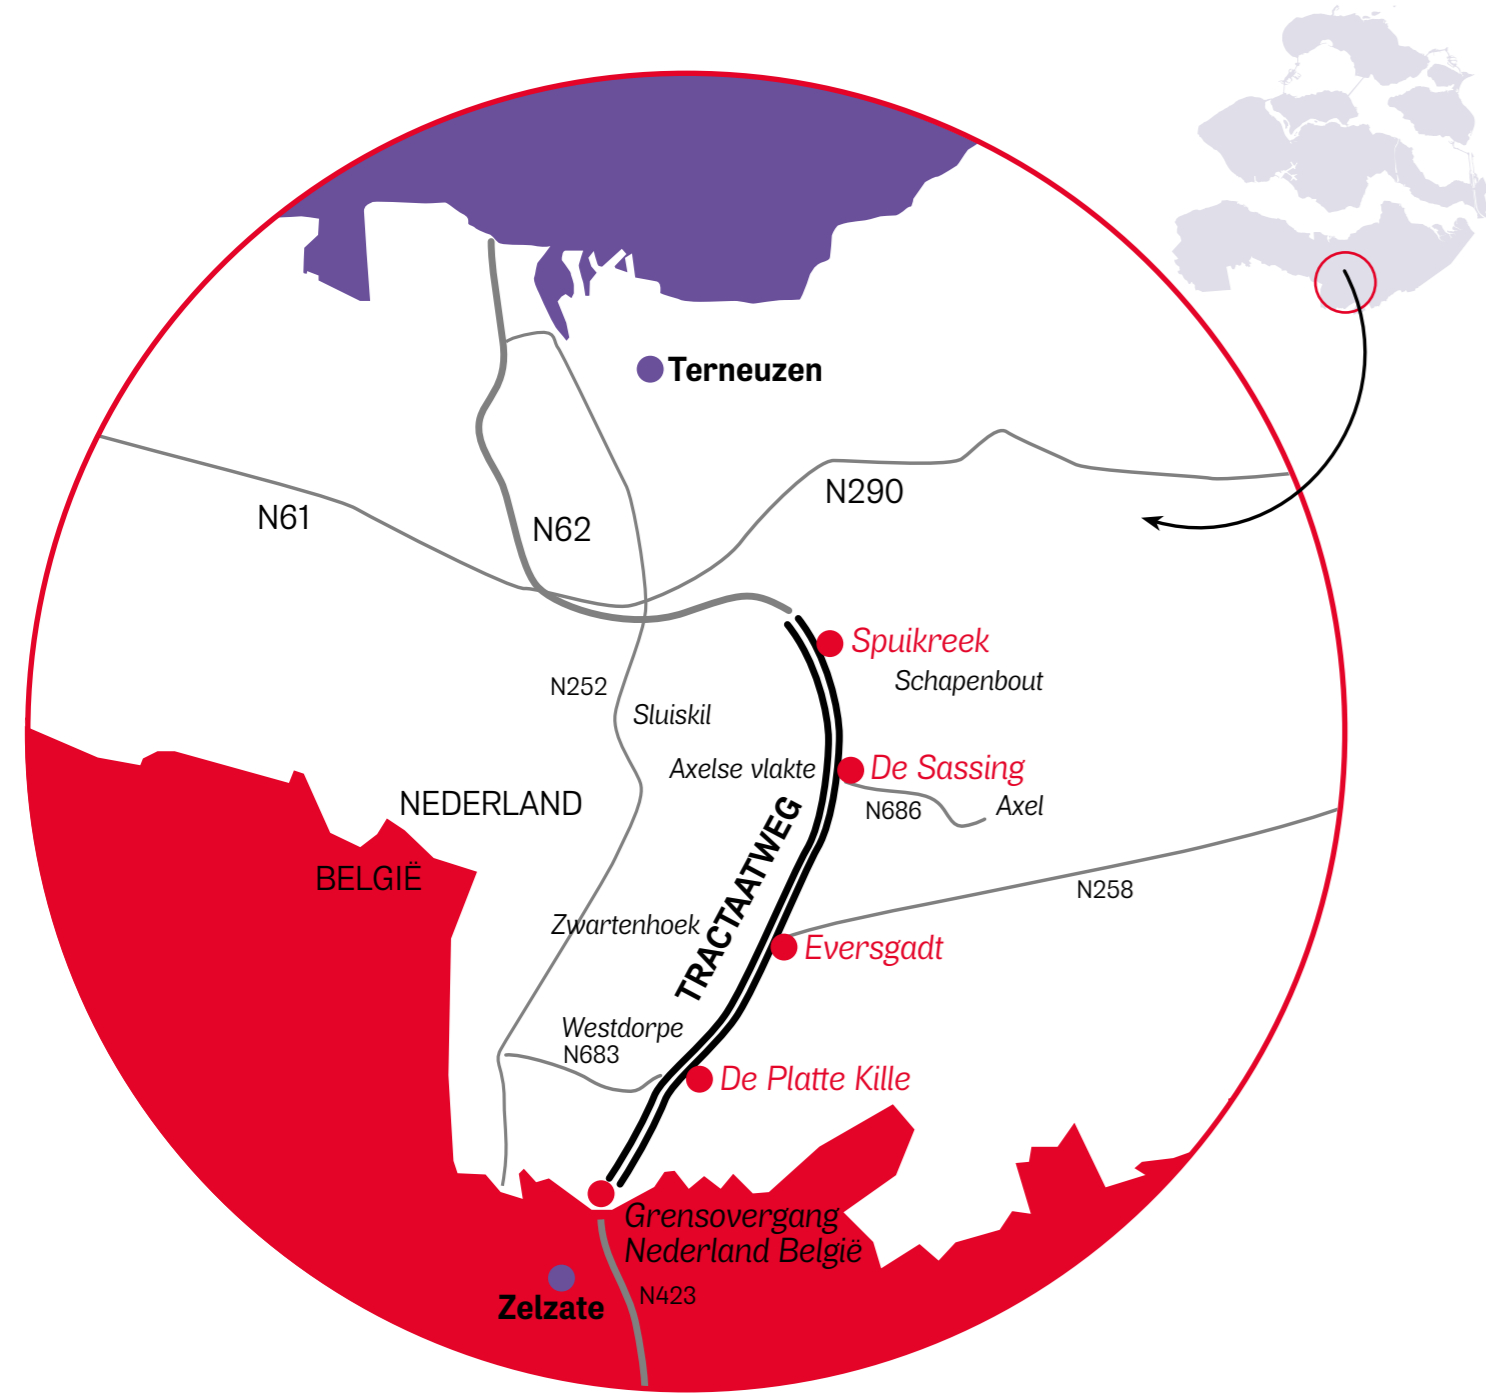 Terneuzen
N290
N61
N62
Spuikreek
Schapenbout
N252
Sluiskil
Axelse vlakte
De Sassing
NEDERLAND
N686
Axel
TRACTAATWEG
BELGIË
N258
Zwartenhoek
Eversgadt
Westdorpe
N683
De Platte Kille
Grensovergang
Nederland België
N423
Zelzate